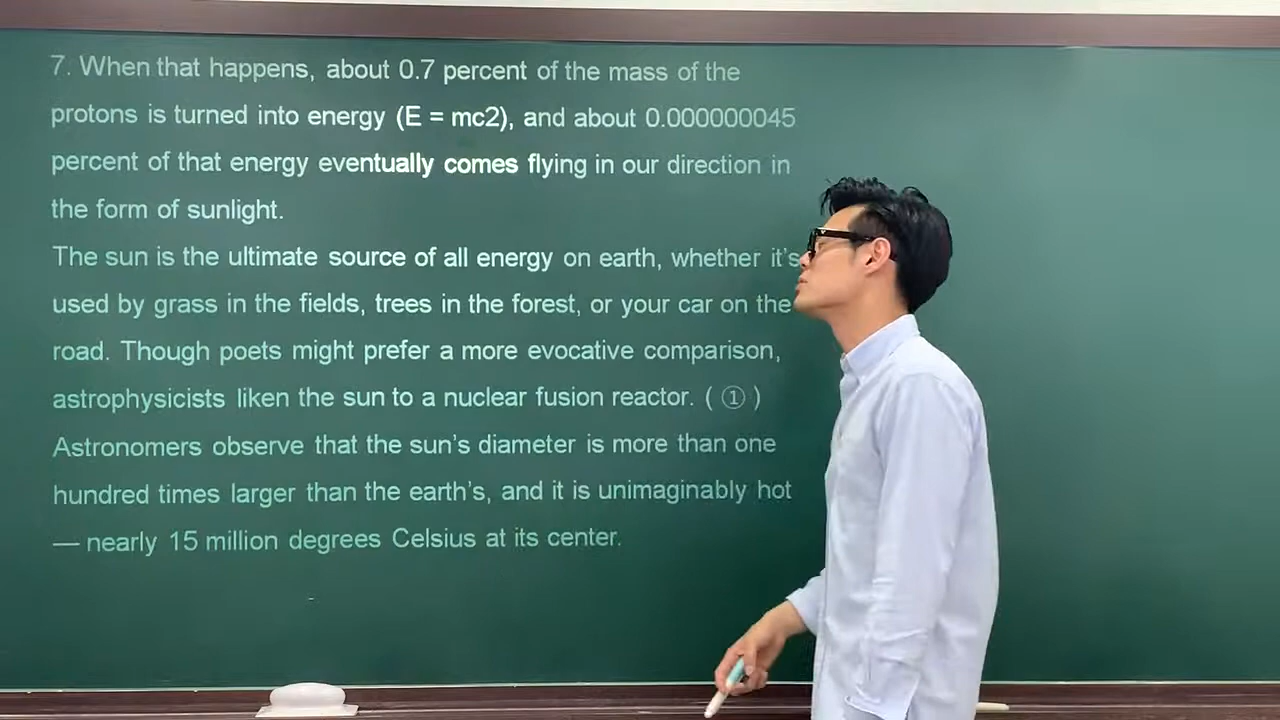 7. When that happens, about 0.7 percent of the mass of the
protons is turned into energy (E = mc2), and about 0.000000045
percent of that energy eventually comes flying in our direction in
the form of sunlight.
The sun is the ultimate source of all energy on earth, whether it's
used by grass in the fields, trees in the forest, or your car on the
road. Though poets might prefer a more evocative comparison,
astrophysicists liken the sun to a nuclear fusion reactor. ( ① )
Astronomers observe that the sun's diameter is more than one
hundred times larger than the earth's, and it is unimaginably hot
— nearly 15 million degrees Celsius at its center.